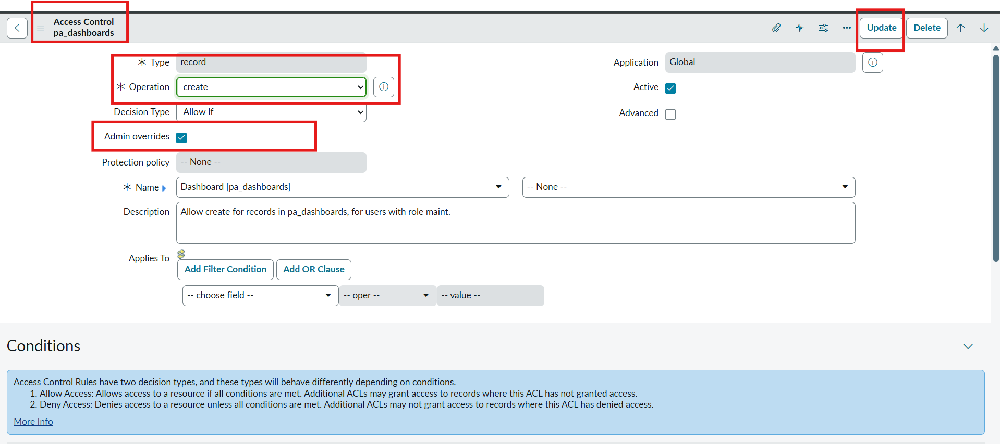 Access Control
pa_dashboards
Update
Delete
Type
record
Application
Global
Operation
create
Active
Decision Type
Allow If
Advanced
Admin overrides
Protection policy
-- None --
Name
Dashboard [pa_dashboards]
-- None --
Description
Allow create for records in pa_dashboards, for users with role maint.
Applies To
Add Filter Condition
Add OR Clause
-- choose field --
-- oper --
-- value --
Conditions
Access Control Rules have two decision types, and these types will behave differently depending on conditions.
1. Allow Access: Allows access to a resource if all conditions are met. Additional ACLs may grant access to records where this ACL has not granted access.
2. Deny Access: Denies access to a resource unless all conditions are met. Additional ACLs may not grant access to records where this ACL has denied access.
More Info